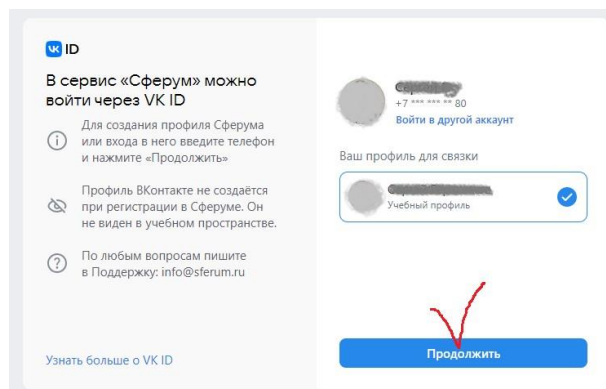 VK ID
В сервис «Сферум» можно
войти через VK ID
Для создания профиля Сферума
или входа в него введите телефон
и нажмите «Продолжить»
Профиль ВКонтакте не создаётся
при регистрации в Сферуме. Он
не виден в учебном пространстве.
По любым вопросам пишите
в Поддержку: info@sferum.ru
Узнать больше о VK ID
+7 *** *** ** 80
Войти в другой аккаунт
Ваш профиль для связки
Учебный профиль
Продолжить